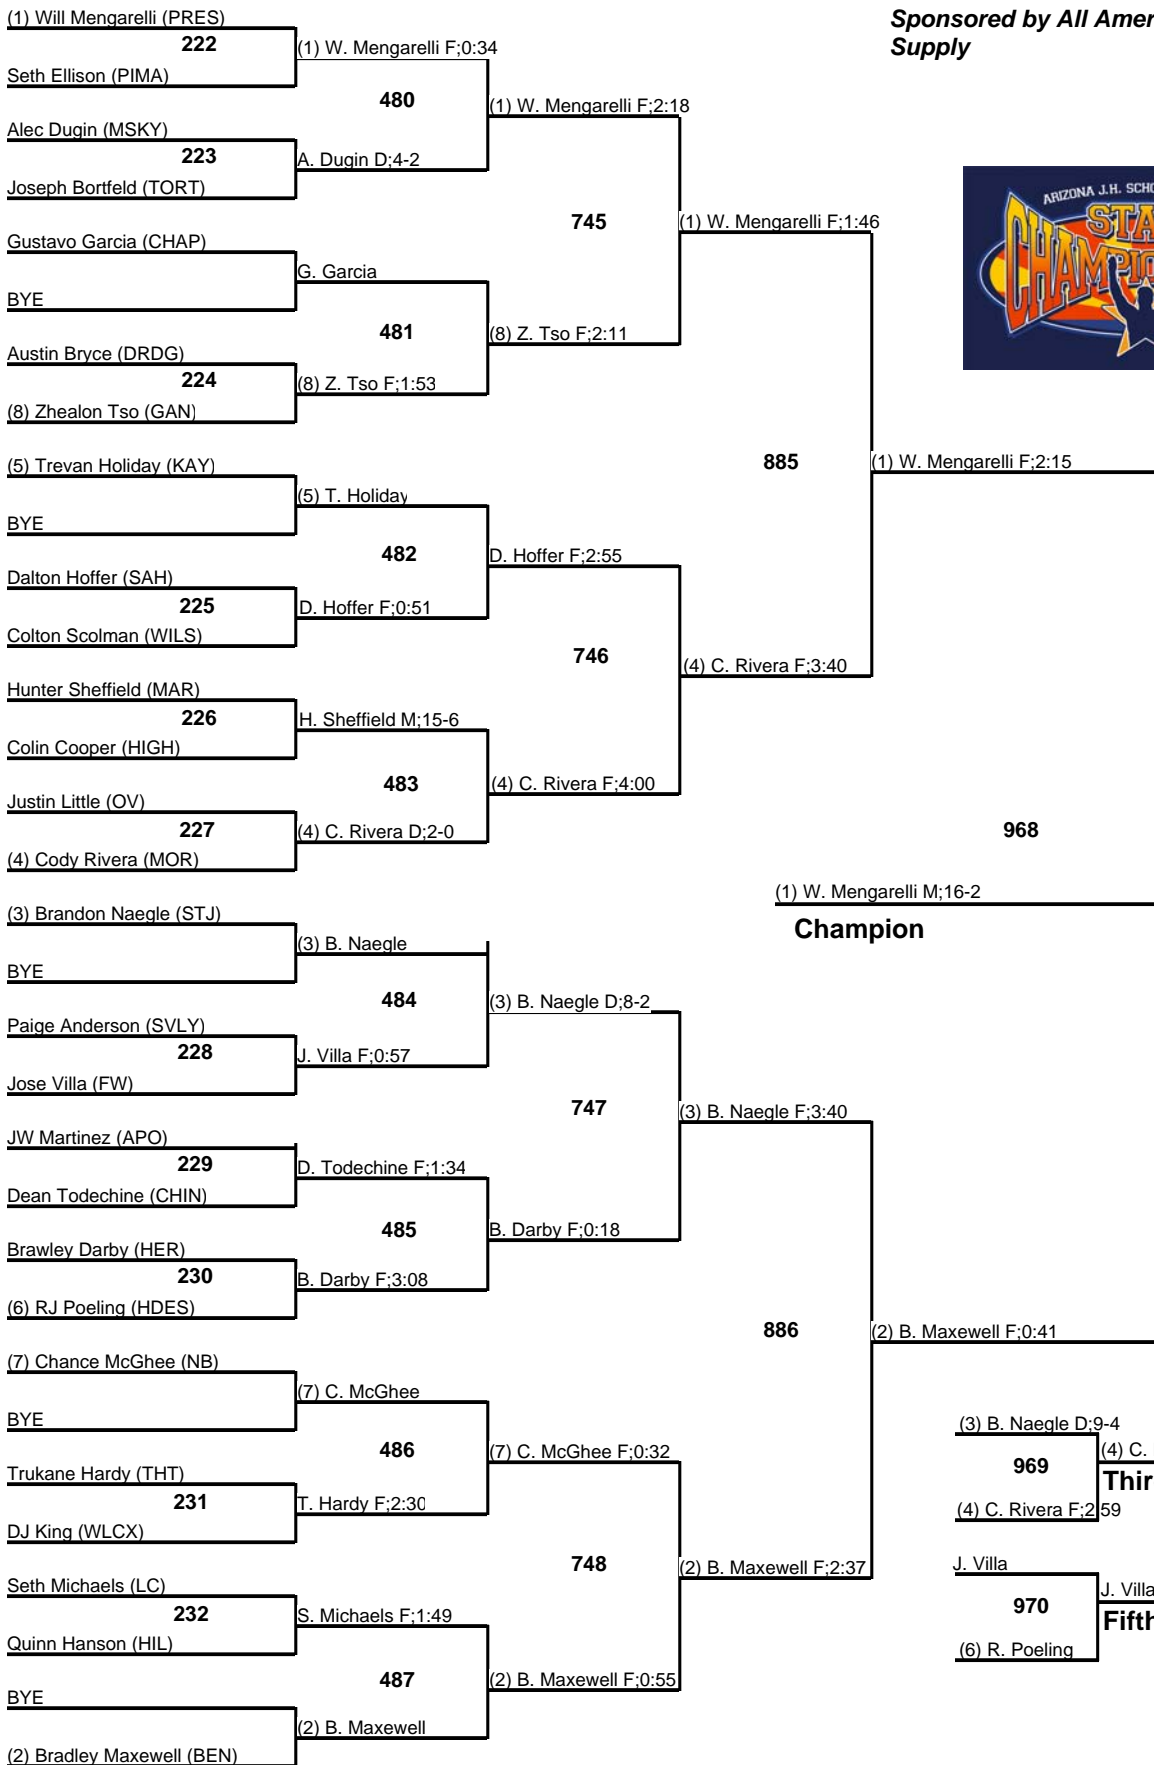 (1) Will Mengarelli (PRES)
222
Seth Ellison (PIMA)
Alec Dugin (MSKY)
223
Joseph Bortfeld (TORT)
Gustavo Garcia (CHAP)
BYE
Austin Bryce (DRDG)
224
(8) Zhealon Tso (GAN)
(5) Trevan Holiday (KAY)
BYE
Dalton Hoffer (SAH)
225
Colton Scolman (WILS)
Hunter Sheffield (MAR)
226
Colin Cooper (HIGH)
Justin Little (OV)
227
(4) Cody Rivera (MOR)
(3) Brandon Naegle (STJ)
BYE
Paige Anderson (SVLY)
228
Jose Villa (FW)
JW Martinez (APO)
229
Dean Todechine (CHIN)
Brawley Darby (HER)
230
(6) RJ Poeling (HDES)
(7) Chance McGhee (NB)
BYE
Trukane Hardy (THT)
231
DJ King (WLCX)
Seth Michaels (LC)
232
Quinn Hanson (HIL)
BYE
(2) Bradley Maxewell (BEN)
(1) W. Mengarelli F;0:34
480
A. Dugin D;4-2
G. Garcia
481
(8) Z. Tso F;1:53
(5) T. Holiday
482
D. Hoffer F;0:51
H. Sheffield M;15-6
483
(4) C. Rivera D;2-0
(3) B. Naegle
484
J. Villa F;0:57
D. Todechine F;1:34
485
B. Darby F;3:08
(7) C. McGhee
486
T. Hardy F;2:30
S. Michaels F;1:49
487
(2) B. Maxewell
(1) W. Mengarelli F;2:18
745
(8) Z. Tso F;2:11
D. Hoffer F;2:55
746
(4) C. Rivera F;4:00
(3) B. Naegle D;8-2
747
B. Darby F;0:18
(7) C. McGhee F;0:32
748
(2) B. Maxewell F;0:55
(1) W. Mengarelli F;1:46
885
(4) C. Rivera F;3:40
(3) B. Naegle F;3:40
886
(2) B. Maxewell F;2:37
Sponsored by All Amer
Supply
ARIZONA J.H. SCHO
STA
CHAMPIO
(1) W. Mengarelli F;2:15
968
(1) W. Mengarelli M;16-2
Champion
(2) B. Maxewell F;0:41
(3) B. Naegle D;9-4
969
(4) C. Rivera F;2:59
(4) C.
Thir
J. Villa
970
(6) R. Poeling
J. Villa
Fifth